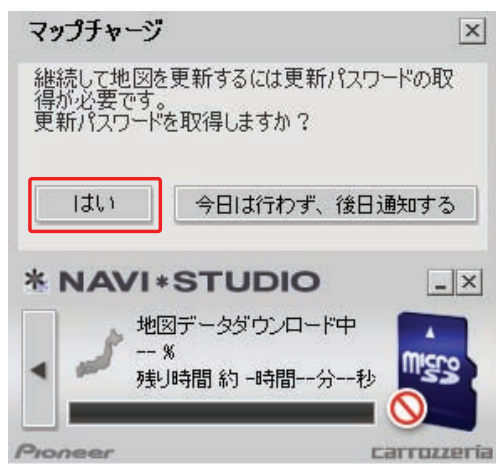 マップチャージ
継続して地図を更新するには更新パスワードの取
得が必要です。
更新パスワードを取得しますか？
はい
今日は行わず、後日通知する
NAVI*STUDIO
地図データダウンロード中
-- %
残り時間 約 -時間--分--秒
micro
Pioneer
carrozzeria